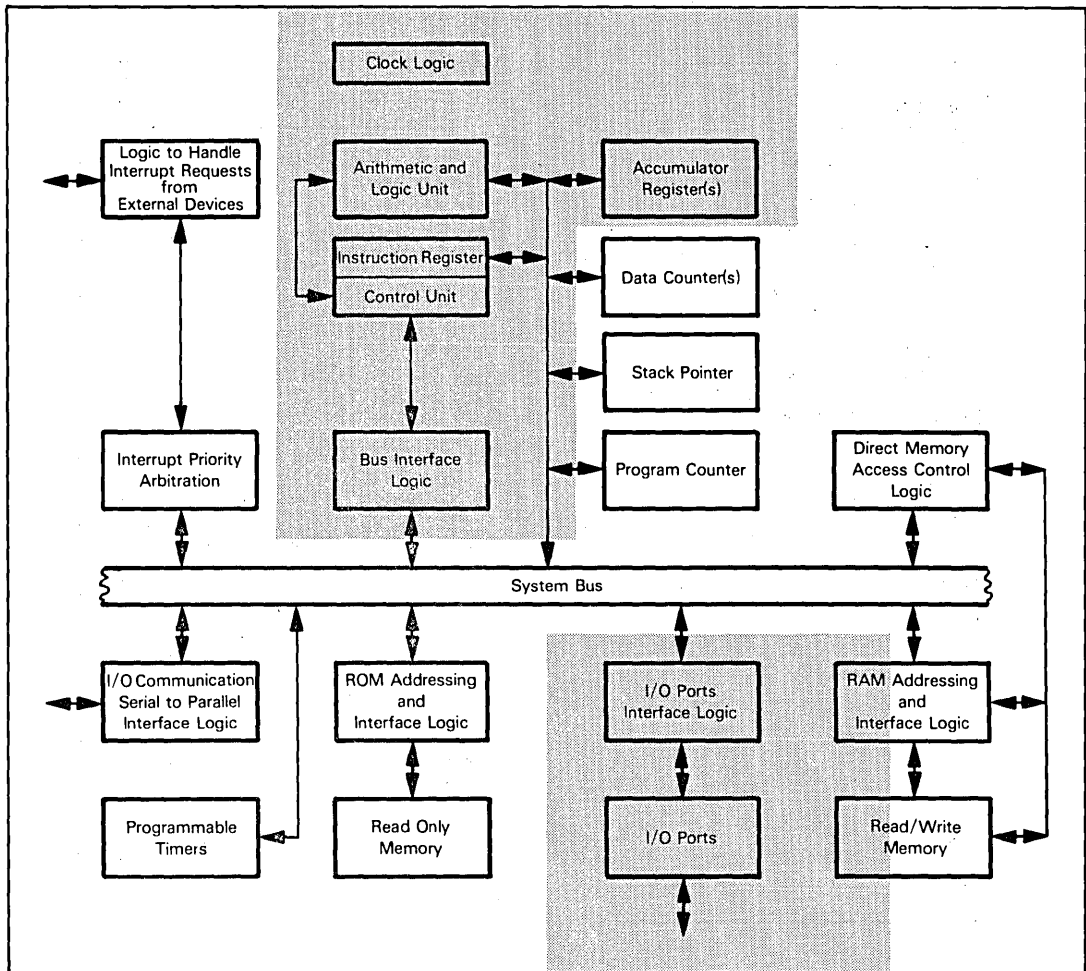 Clock Logic
Logic to Handle
Interrupt Requests
from
External Devices
Arithmetic and
Logic Unit
Accumulator
Register(s)
Instruction Register
Control Unit
Data Counter(s)
Stack Pointer
Interrupt Priority
Arbitration
Bus Interface
Logic
Program Counter
Direct Memory
Access Control
Logic
System Bus
I/O Communication
Serial to Parallel
Interface Logic
ROM Addressing
and
Interface Logic
I/O Ports
Interface Logic
RAM Addressing
and
Interface Logic
Programmable
Timers
Read Only
Memory
I/O Ports
Read/Write
Memory